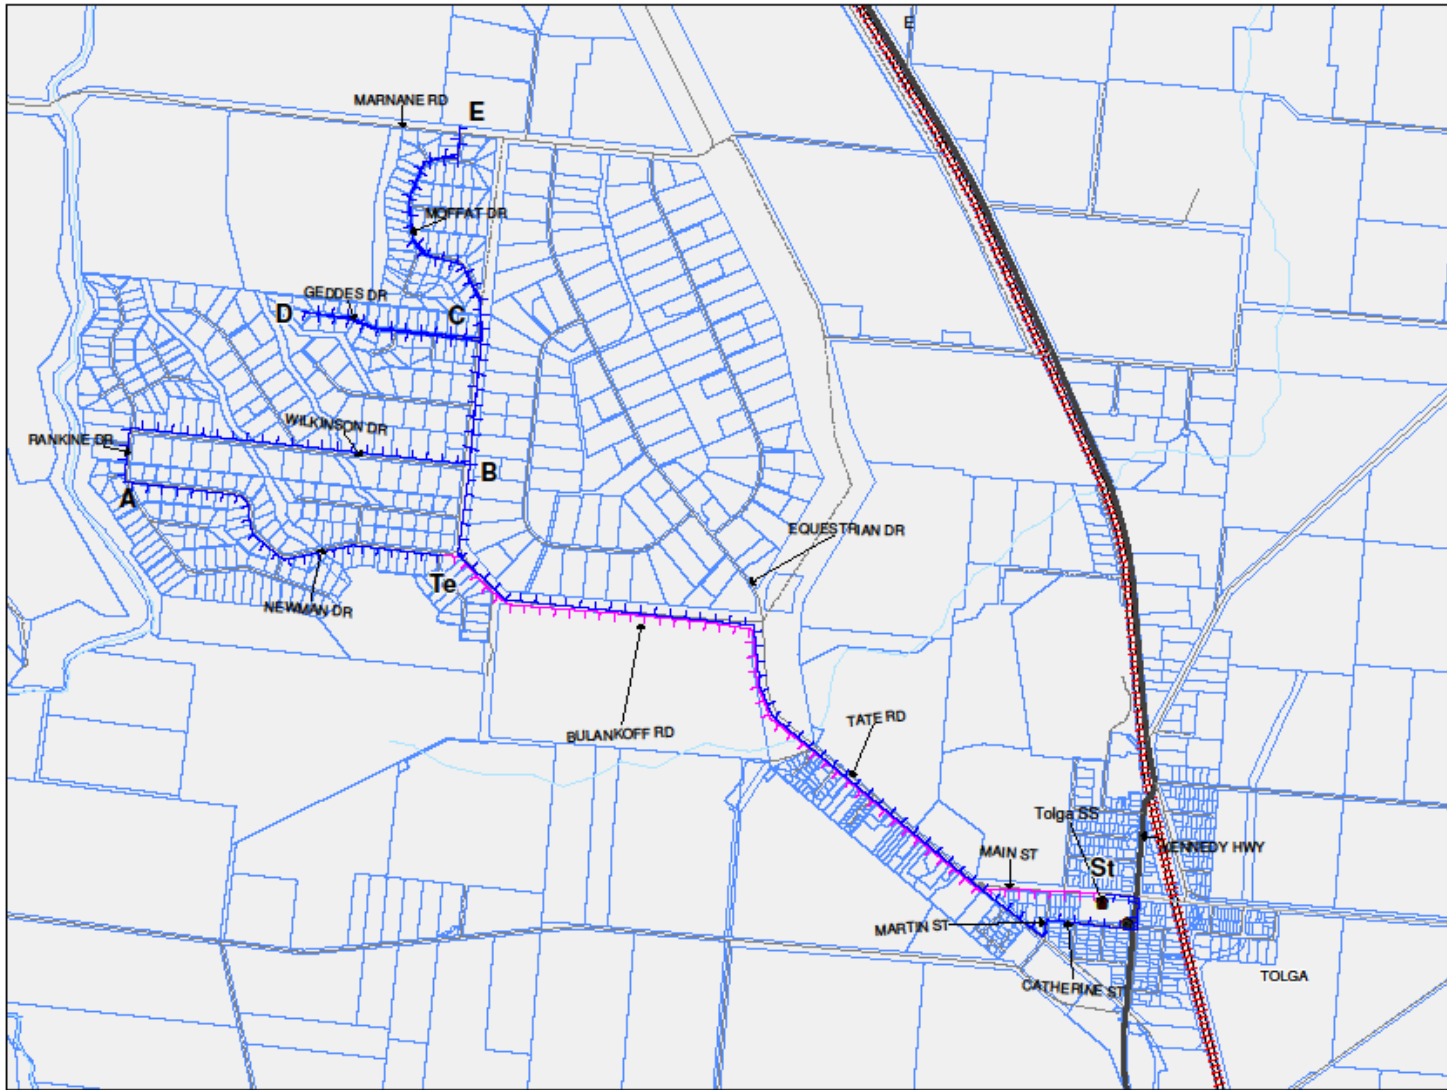 E
MARNANE RD
E
MOFFAT DR
GEDDES DR
D
C
WILKINSON DR
RANKINE DR
B
A
EQUESTRIAN DR
Te
NEWMAN DR
TATE RD
BULANKOFF RD
Tolga SS
MAIN ST
KENNEDY HWY
St
MARTIN ST
TOLGA
CATHERINE ST